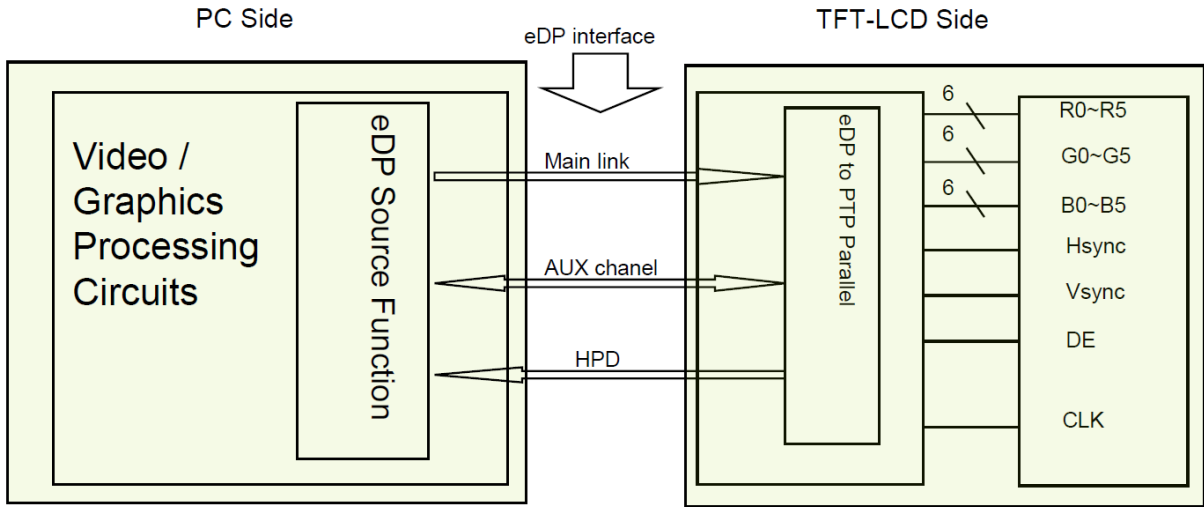 PC Side
eDP interface
TFT-LCD Side
Video /
Graphics
Processing
Circuits
eDP Source Function
Main link
AUX chanel
HPD
eDP to PTP Parallel
6
R0~R5
6
G0~G5
6
B0~B5
Hsync
Vsync
DE
CLK